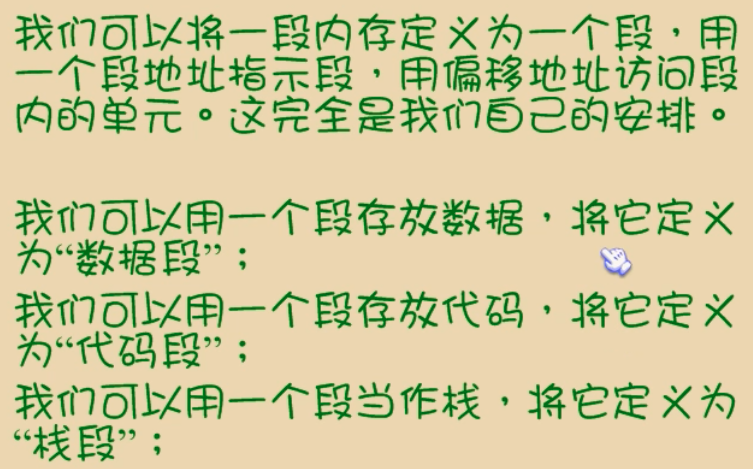 我们可以将一段内存定义为一个段，用
一个段地址指示段，用偏移地址访问段
内的单元。这完全是我们自己的安排。
我们可以用一个段存放数据，将它定义
为“数据段”；
我们可以用一个段存放代码，将它定义
为“代码段”；
我们可以用一个段当作栈，将它定义为
“栈段”；